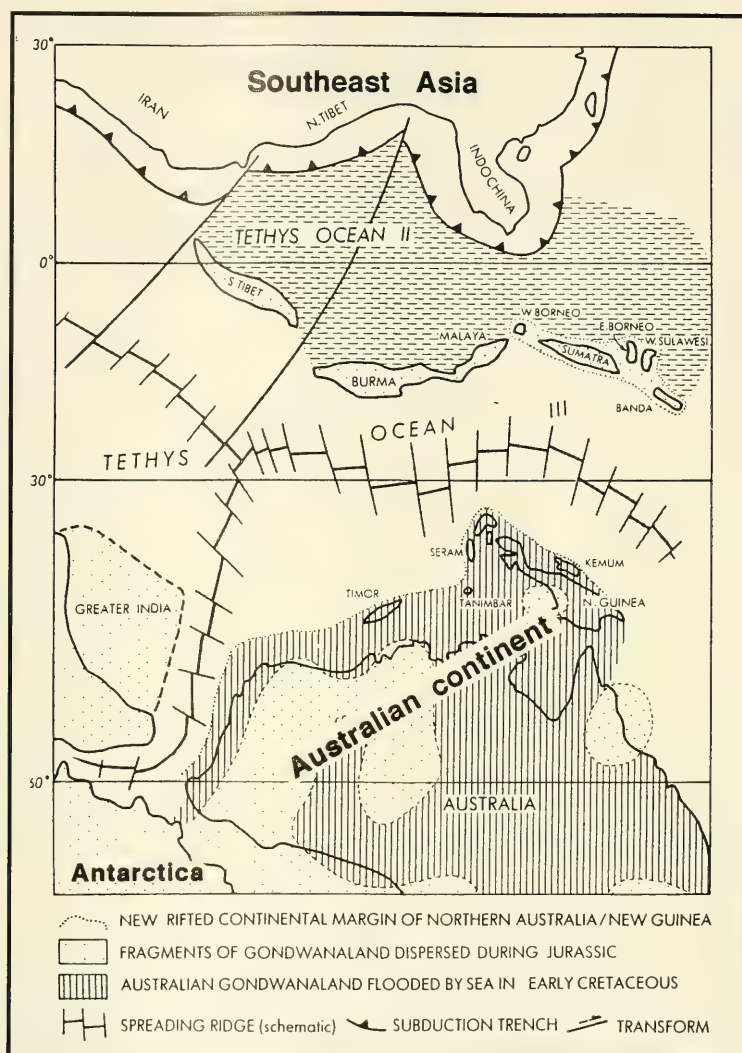 30°
Southeast Asia
IRAN
N. TIBET
INDOCHINA
TETHYS OCEAN II
0°
S TIBET
W. BORNEO
MALAYA
E. BORNEO
W. SULAWESI
SUMATRA
BURMA
BANDA
TETHYS OCEAN III
30°
SERAM
KEMUM
TIMOR
TANIMBAR
N. GUINEA
GREATER INDIA
Australian continent
50°
AUSTRALIA
Antarctica
NEW RIFTED CONTINENTAL MARGIN OF NORTHERN AUSTRALIA/NEW GUINEA
FRAGMENTS OF GONDWANALAND DISPERSED DURING JURASSIC
AUSTRALIAN GONDWANALAND FLOODED BY SEA IN EARLY CRETACEOUS
SPREADING RIDGE (schematic) SUBDUCTION TRENCH TRANSFORM